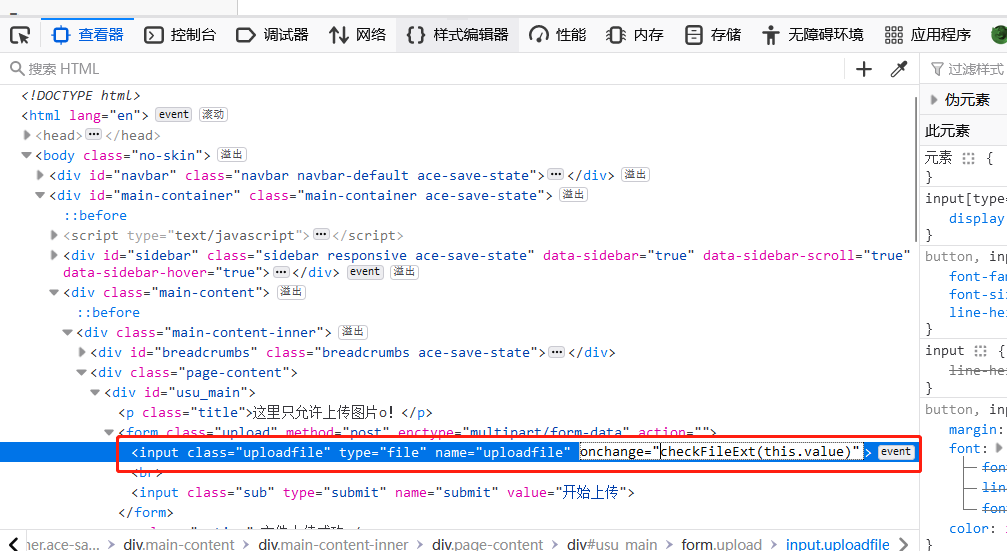 查看器 控制台 调试器 网络 {} 样式编辑器 性能 内存 存储 无障碍环境 应用程序
搜索 HTML
过滤样式
<!DOCTYPE html>
<html lang="en"> event 滚动
<head> ••• </head>
<body class="no-skin"> 溢出
<div id="navbar" class="navbar navbar-default ace-save-state"> ••• </div> 溢出
<div id="main-container" class="main-container ace-save-state"> 溢出
::before
<script type="text/javascript"> ••• </script>
<div id="sidebar" class="sidebar responsive ace-save-state" data-sidebar="true" data-sidebar-scroll="true"
data-sidebar-hover="true"> ••• </div> event 溢出
<div class="main-content"> 溢出
::before
<div class="main-content-inner"> 溢出
<div id="breadcrumbs" class="breadcrumbs ace-save-state"> ••• </div>
<div class="page-content">
<div id="usu_main">
<p class="title">这里只允许上传图片o! </p>
<form class="upload" method="post" enctype="multipart/form-data" action="">
<input class="uploadfile" type="file" name="uploadfile" onchange="checkFileExt(this.value)" > event
<br>
<input class="sub" type="submit" name="submit" value="开始上传">
</form>
ner.ace-sa... > div.main-content > div.main-content-inner > div.page-content > div#usu_main > form.upload > input.uploadfile
伪元素
此元素
元素 {
}
input[type=
display
}
button, inp
font-fam
font-siz
line-hei
}
input {
line-he
}
button, inp
margin:
font:
fon
lin
fon
color:
}